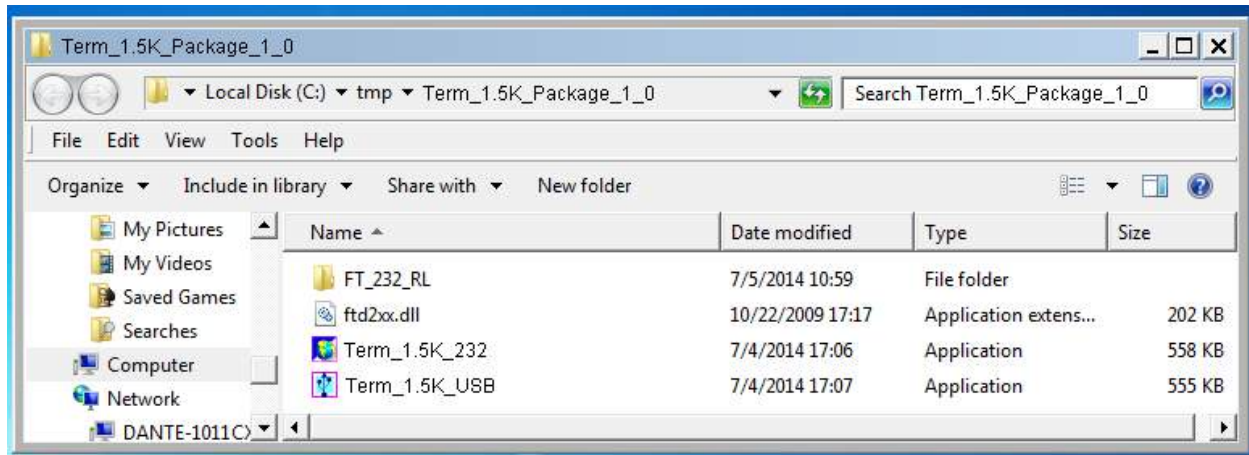 Term_1.5K_Package_1_0
Local Disk (C:) tmp Term_1.5K_Package_1_0 Search Term_1.5K_Package_1_0
File Edit View Tools Help
Organize Include in library Share with New folder
My Pictures Name Date modified Type Size
My Videos FT_232_RL 7/5/2014 10:59 File folder
Saved Games ftd2xx.dll 10/22/2009 17:17 Application extens... 202 KB
Searches Term_1.5K_232 7/4/2014 17:06 Application 558 KB
Computer Term_1.5K_USB 7/4/2014 17:07 Application 555 KB
Network
DANTE-1011C